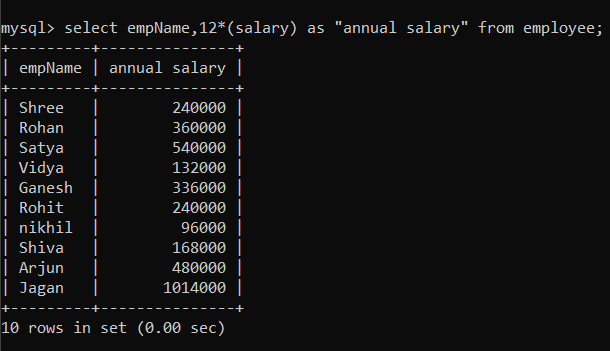 mysql> select empName,12*(salary) as "annual salary" from employee;
+---------+---------------+
| empName | annual salary |
+---------+---------------+
| Shree   |        240000 |
| Rohan   |        360000 |
| Satya   |        540000 |
| Vidya   |        132000 |
| Ganesh  |        336000 |
| Rohit   |        240000 |
| nikhil  |         96000 |
| Shiva   |        168000 |
| Arjun   |        480000 |
| Jagan   |       1014000 |
+---------+---------------+
10 rows in set (0.00 sec)